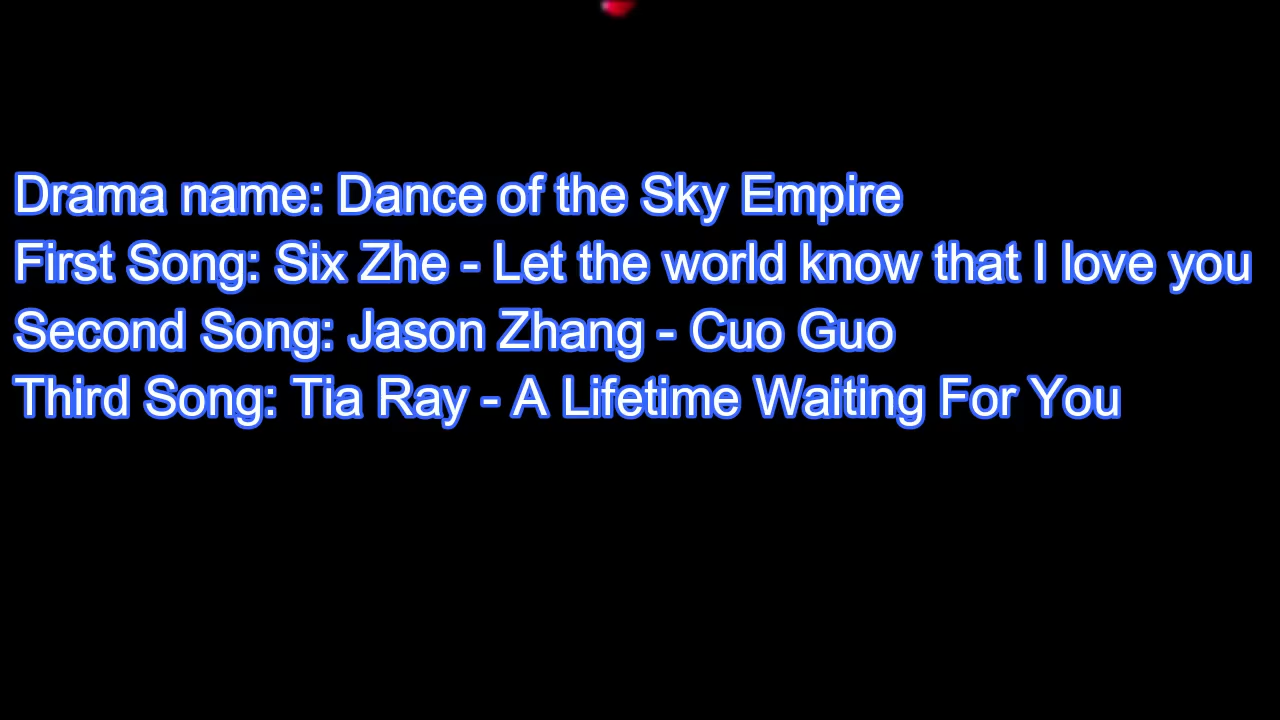 Drama name: Dance of the Sky Empire
First Song: Six Zhe - Let the world know that I love you
Second Song: Jason Zhang - Cuo Guo
Third Song: Tia Ray - A Lifetime Waiting For You